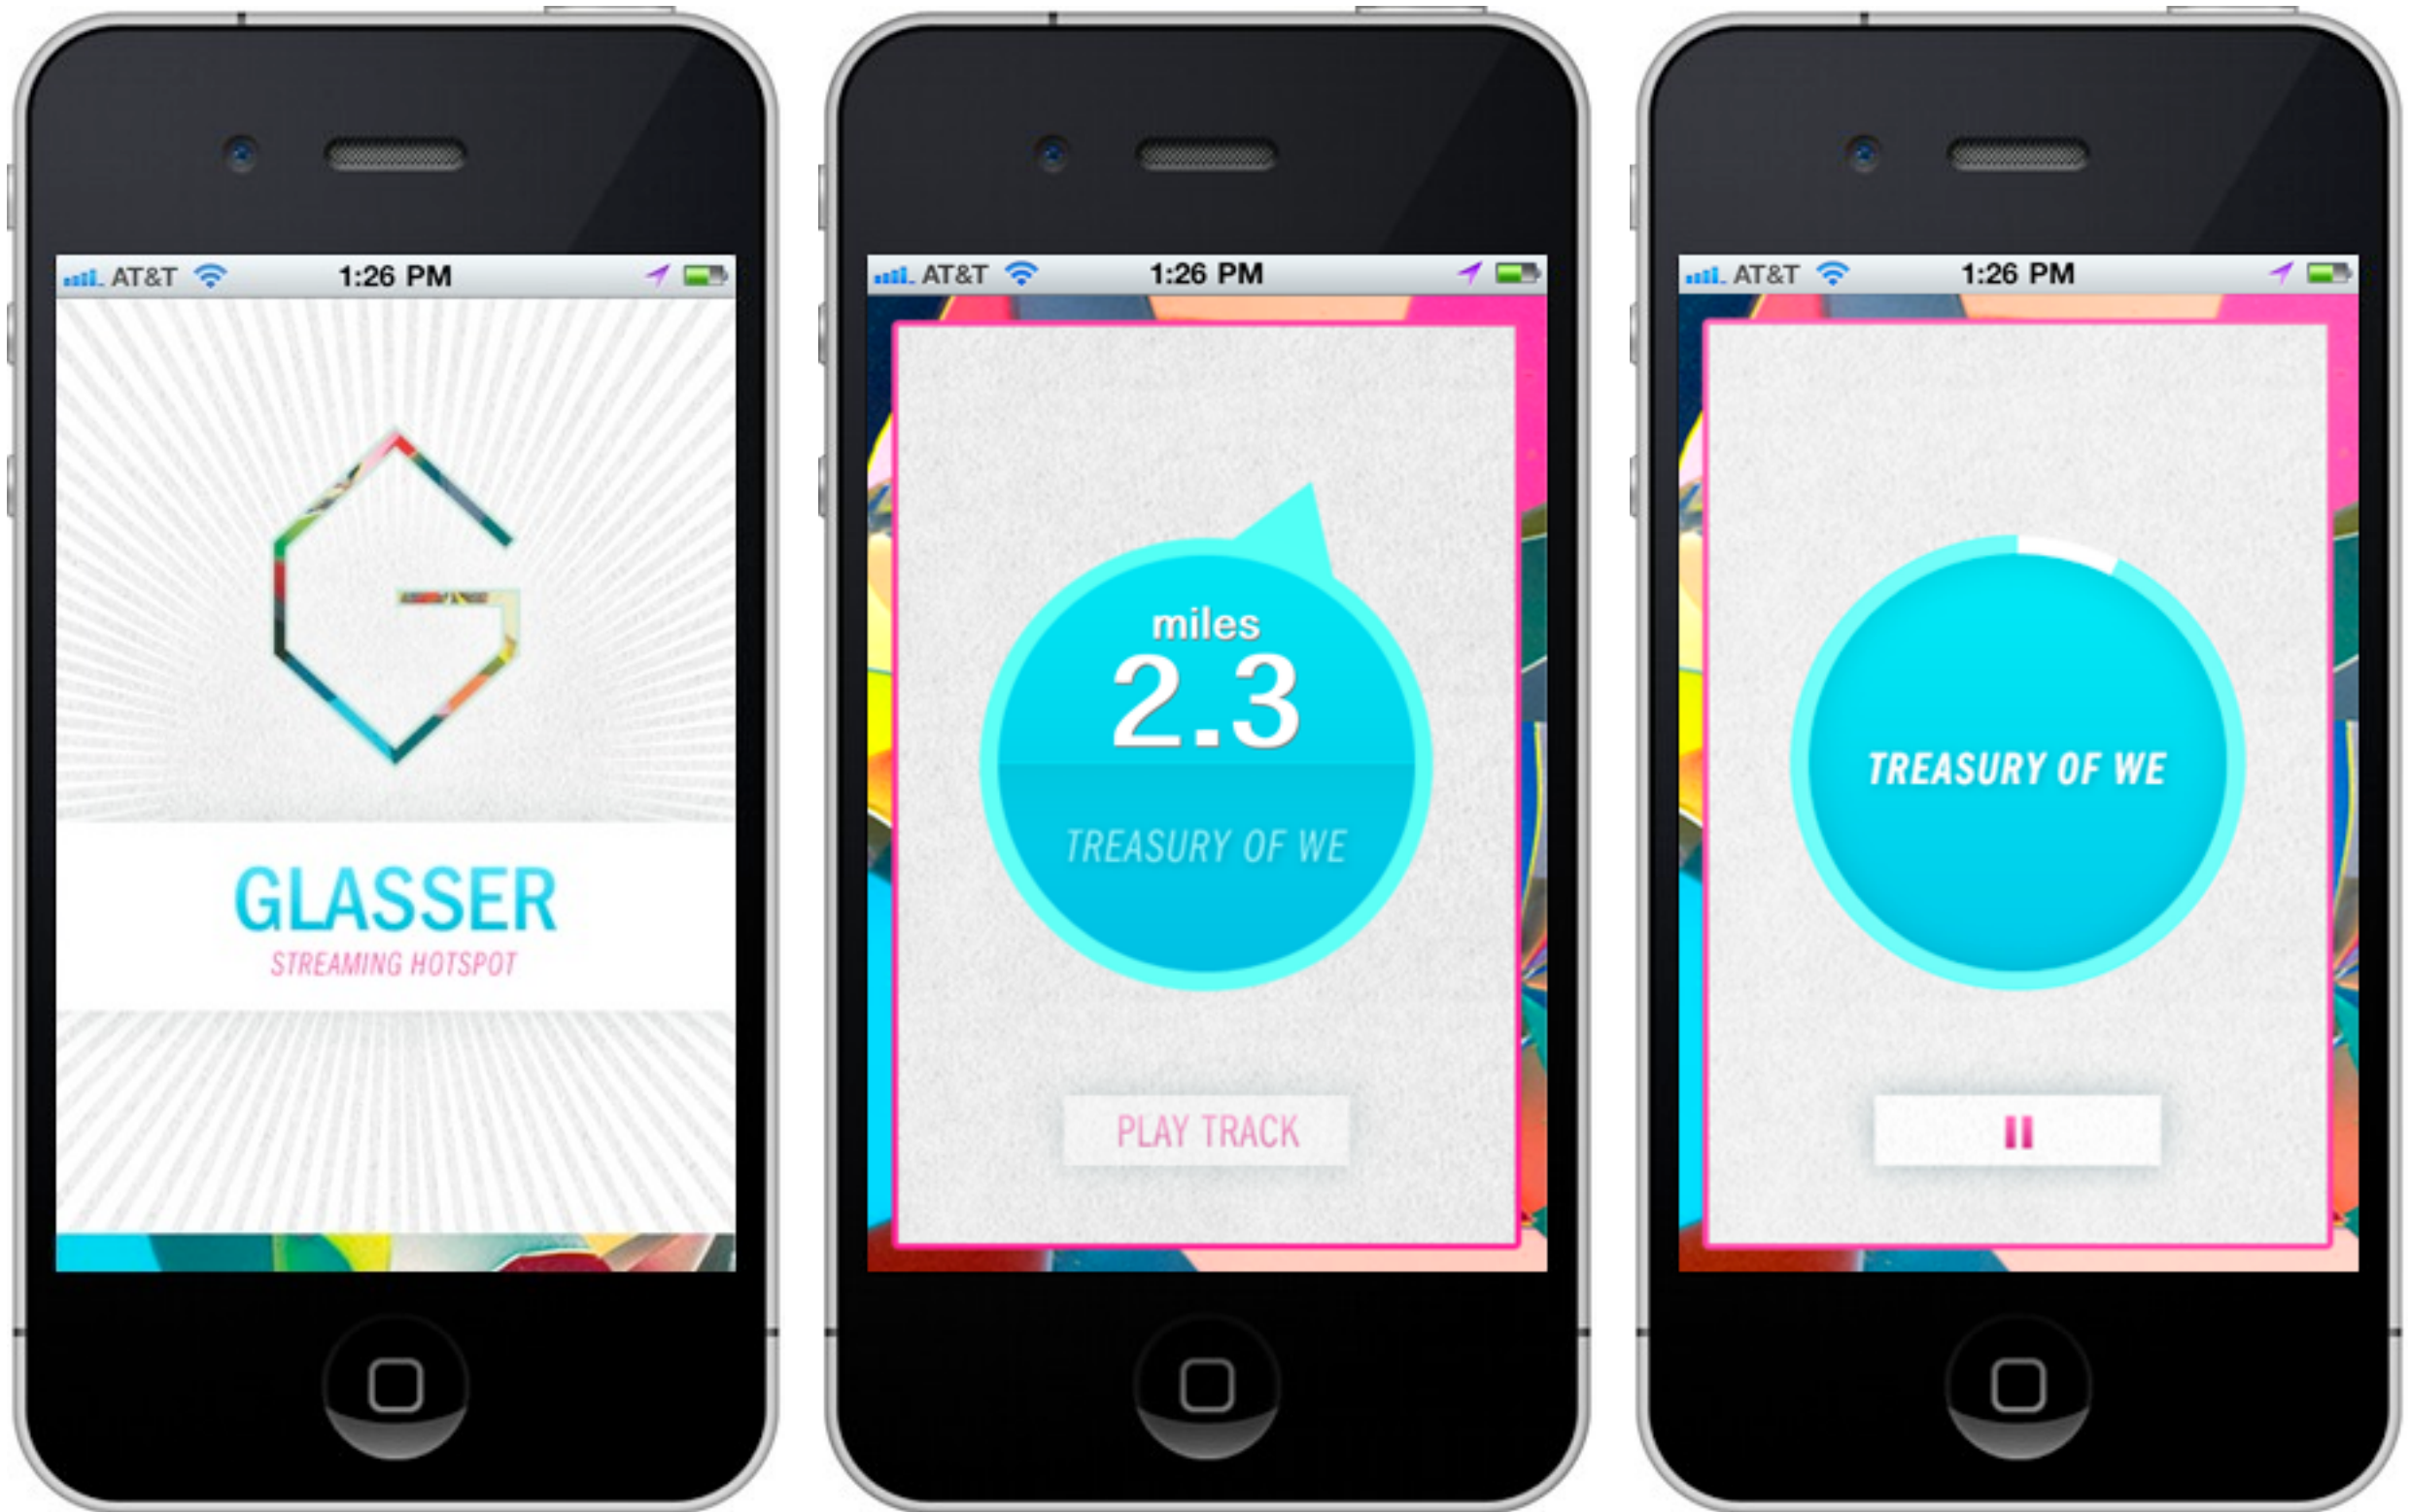 AT&T 1:26 PM
G
GLASSER
STREAMING HOTSPOT
AT&T 1:26 PM
miles
2.3
TREASURY OF WE
PLAY TRACK
AT&T 1:26 PM
TREASURY OF WE